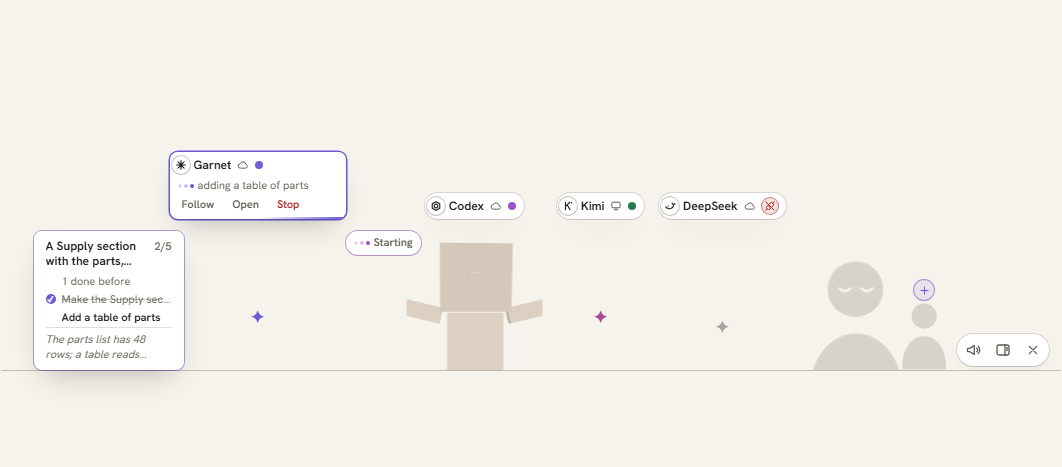 Garnet
adding a table of parts
Follow Open Stop
Codex
Kimi
DeepSeek
Starting
A Supply section 2/5
with the parts,...
1 done before
Make the Supply sec...
Add a table of parts
The parts list has 48
rows; a table reads...